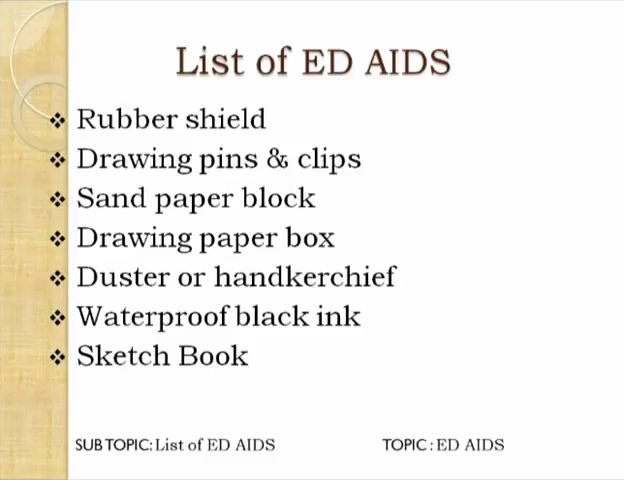 List of ED AIDS
❖ Rubber shield
❖ Drawing pins & clips
❖ Sand paper block
❖ Drawing paper box
❖ Duster or handkerchief
❖ Waterproof black ink
❖ Sketch Book
SUB TOPIC: List of ED AIDS TOPIC : ED AIDS